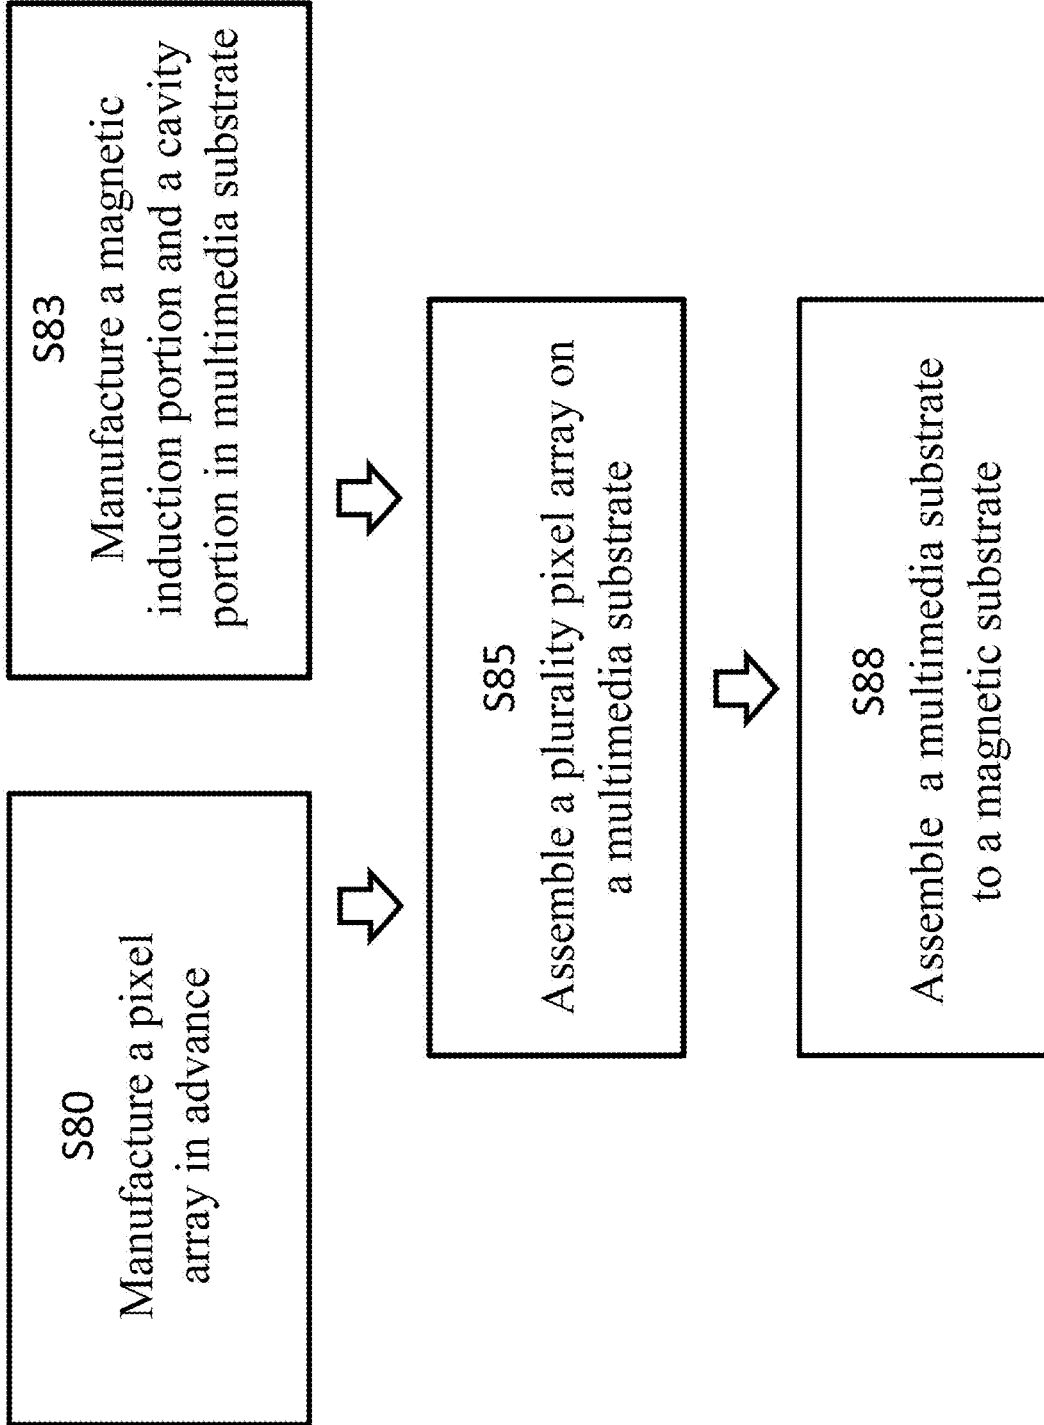 S80
Manufacture a pixel
array in advance
S83
Manufacture a magnetic
induction portion and a cavity
portion in multimedia substrate
S85
Assemble a plurality pixel array on
a multimedia substrate
S88
Assemble a multimedia substrate
to a magnetic substrate